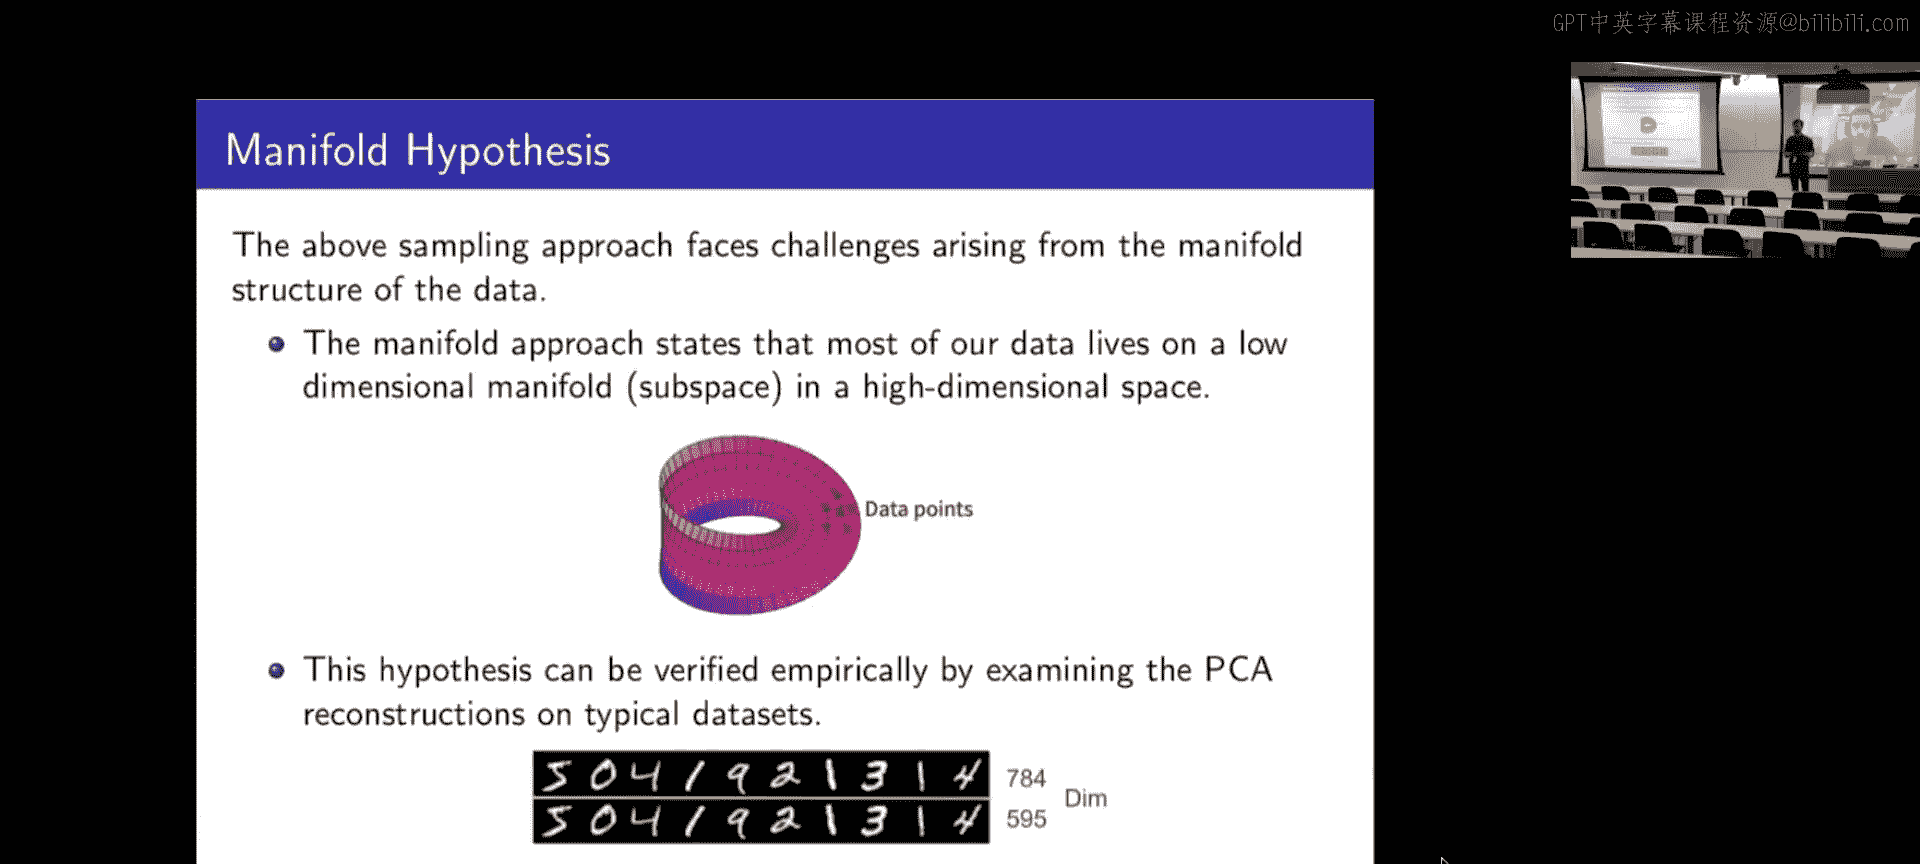 GPT中英字幕课程资源@bilibili.com
Manifold Hypothesis
The above sampling approach faces challenges arising from the manifold
structure of the data.
The manifold approach states that most of our data lives on a low
dimensional manifold (subspace) in a high-dimensional space.
Data points
This hypothesis can be verified empirically by examining the PCA
reconstructions on typical datasets.
5 0 4 1 9 2 1 3 1 4 784
Dim
5 0 4 1 9 2 1 3 1 4 595